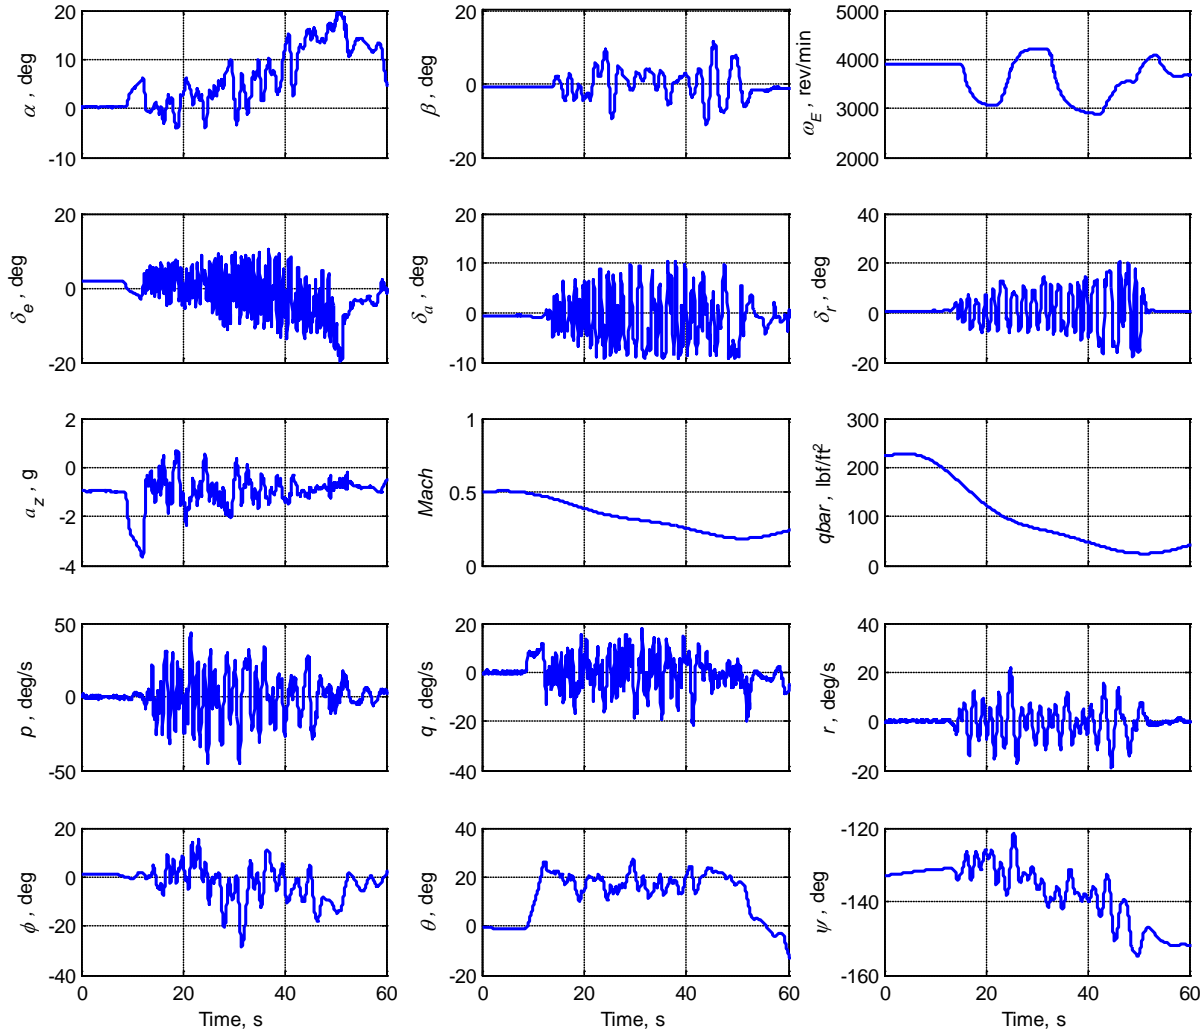 α , deg
20
10
0
-10
β , deg
20
0
-20
ω_E , rev/min
5000
4000
3000
2000
δ_e , deg
20
0
-20
δ_a , deg
20
10
0
-10
δ_r , deg
40
20
0
-20
a_z , g
2
0
-2
-4
Mach
1
0.5
0
qbar, lbf/ft²
300
200
100
0
p , deg/s
50
0
-50
q , deg/s
20
0
-20
-40
r , deg/s
40
20
0
-20
ϕ , deg
20
0
-20
-40
0 20 40 60
Time, s
θ , deg
40
20
0
-20
0 20 40 60
Time, s
ψ , deg
-120
-140
-160
0 20 40 60
Time, s